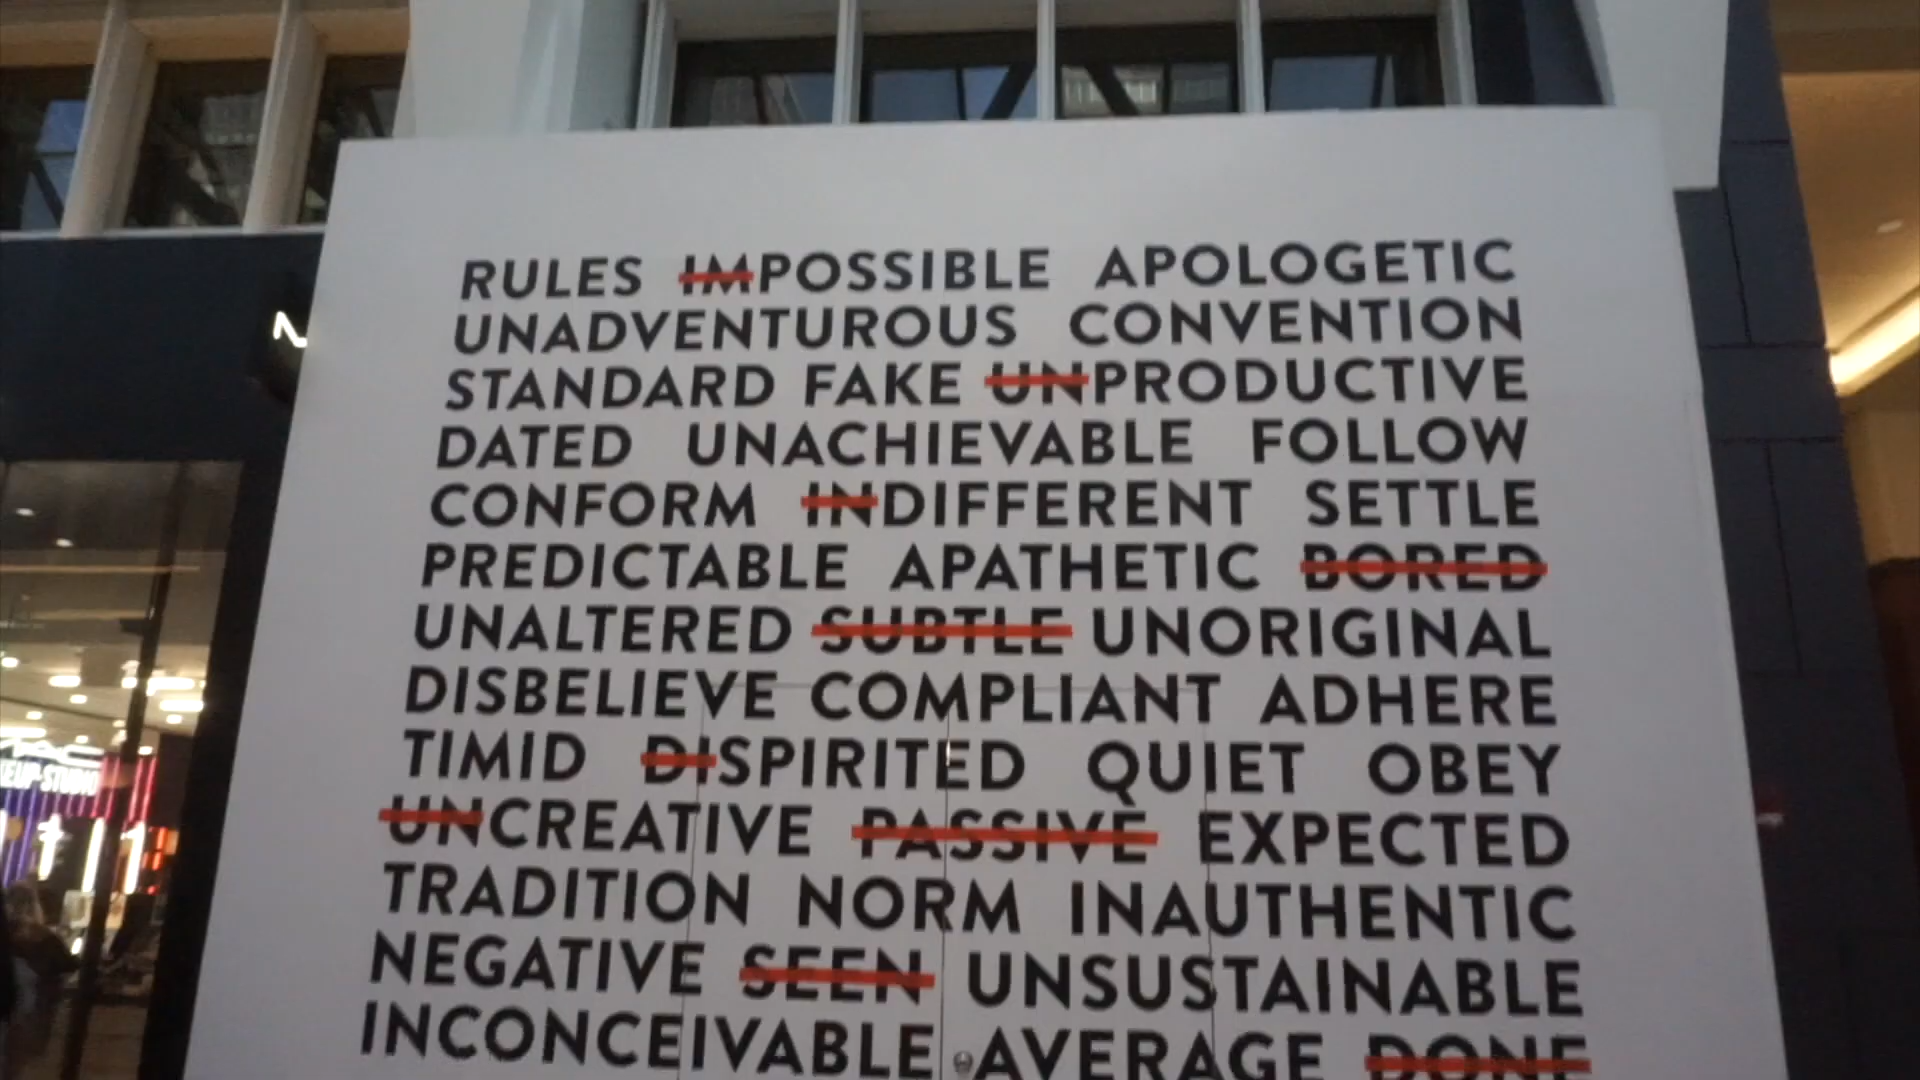 RULES IMPOSSIBLE APOLOGETIC
UNADVENTUROUS CONVENTION
STANDARD FAKE UNPRODUCTIVE
DATED UNACHIEVABLE FOLLOW
CONFORM INDIFFERENT SETTLE
PREDICTABLE APATHETIC BORED
UNALTERED SUBTLE UNORIGINAL
DISBELIEVE COMPLIANT ADHERE
TIMID DISPIRITED QUIET OBEY
UNCREATIVE PASSIVE EXPECTED
TRADITION NORM INAUTHENTIC
NEGATIVE SEEN UNSUSTAINABLE
INCONCEIVABLE AVERAGE DONE